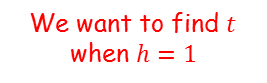 We want to find t
when h = 1